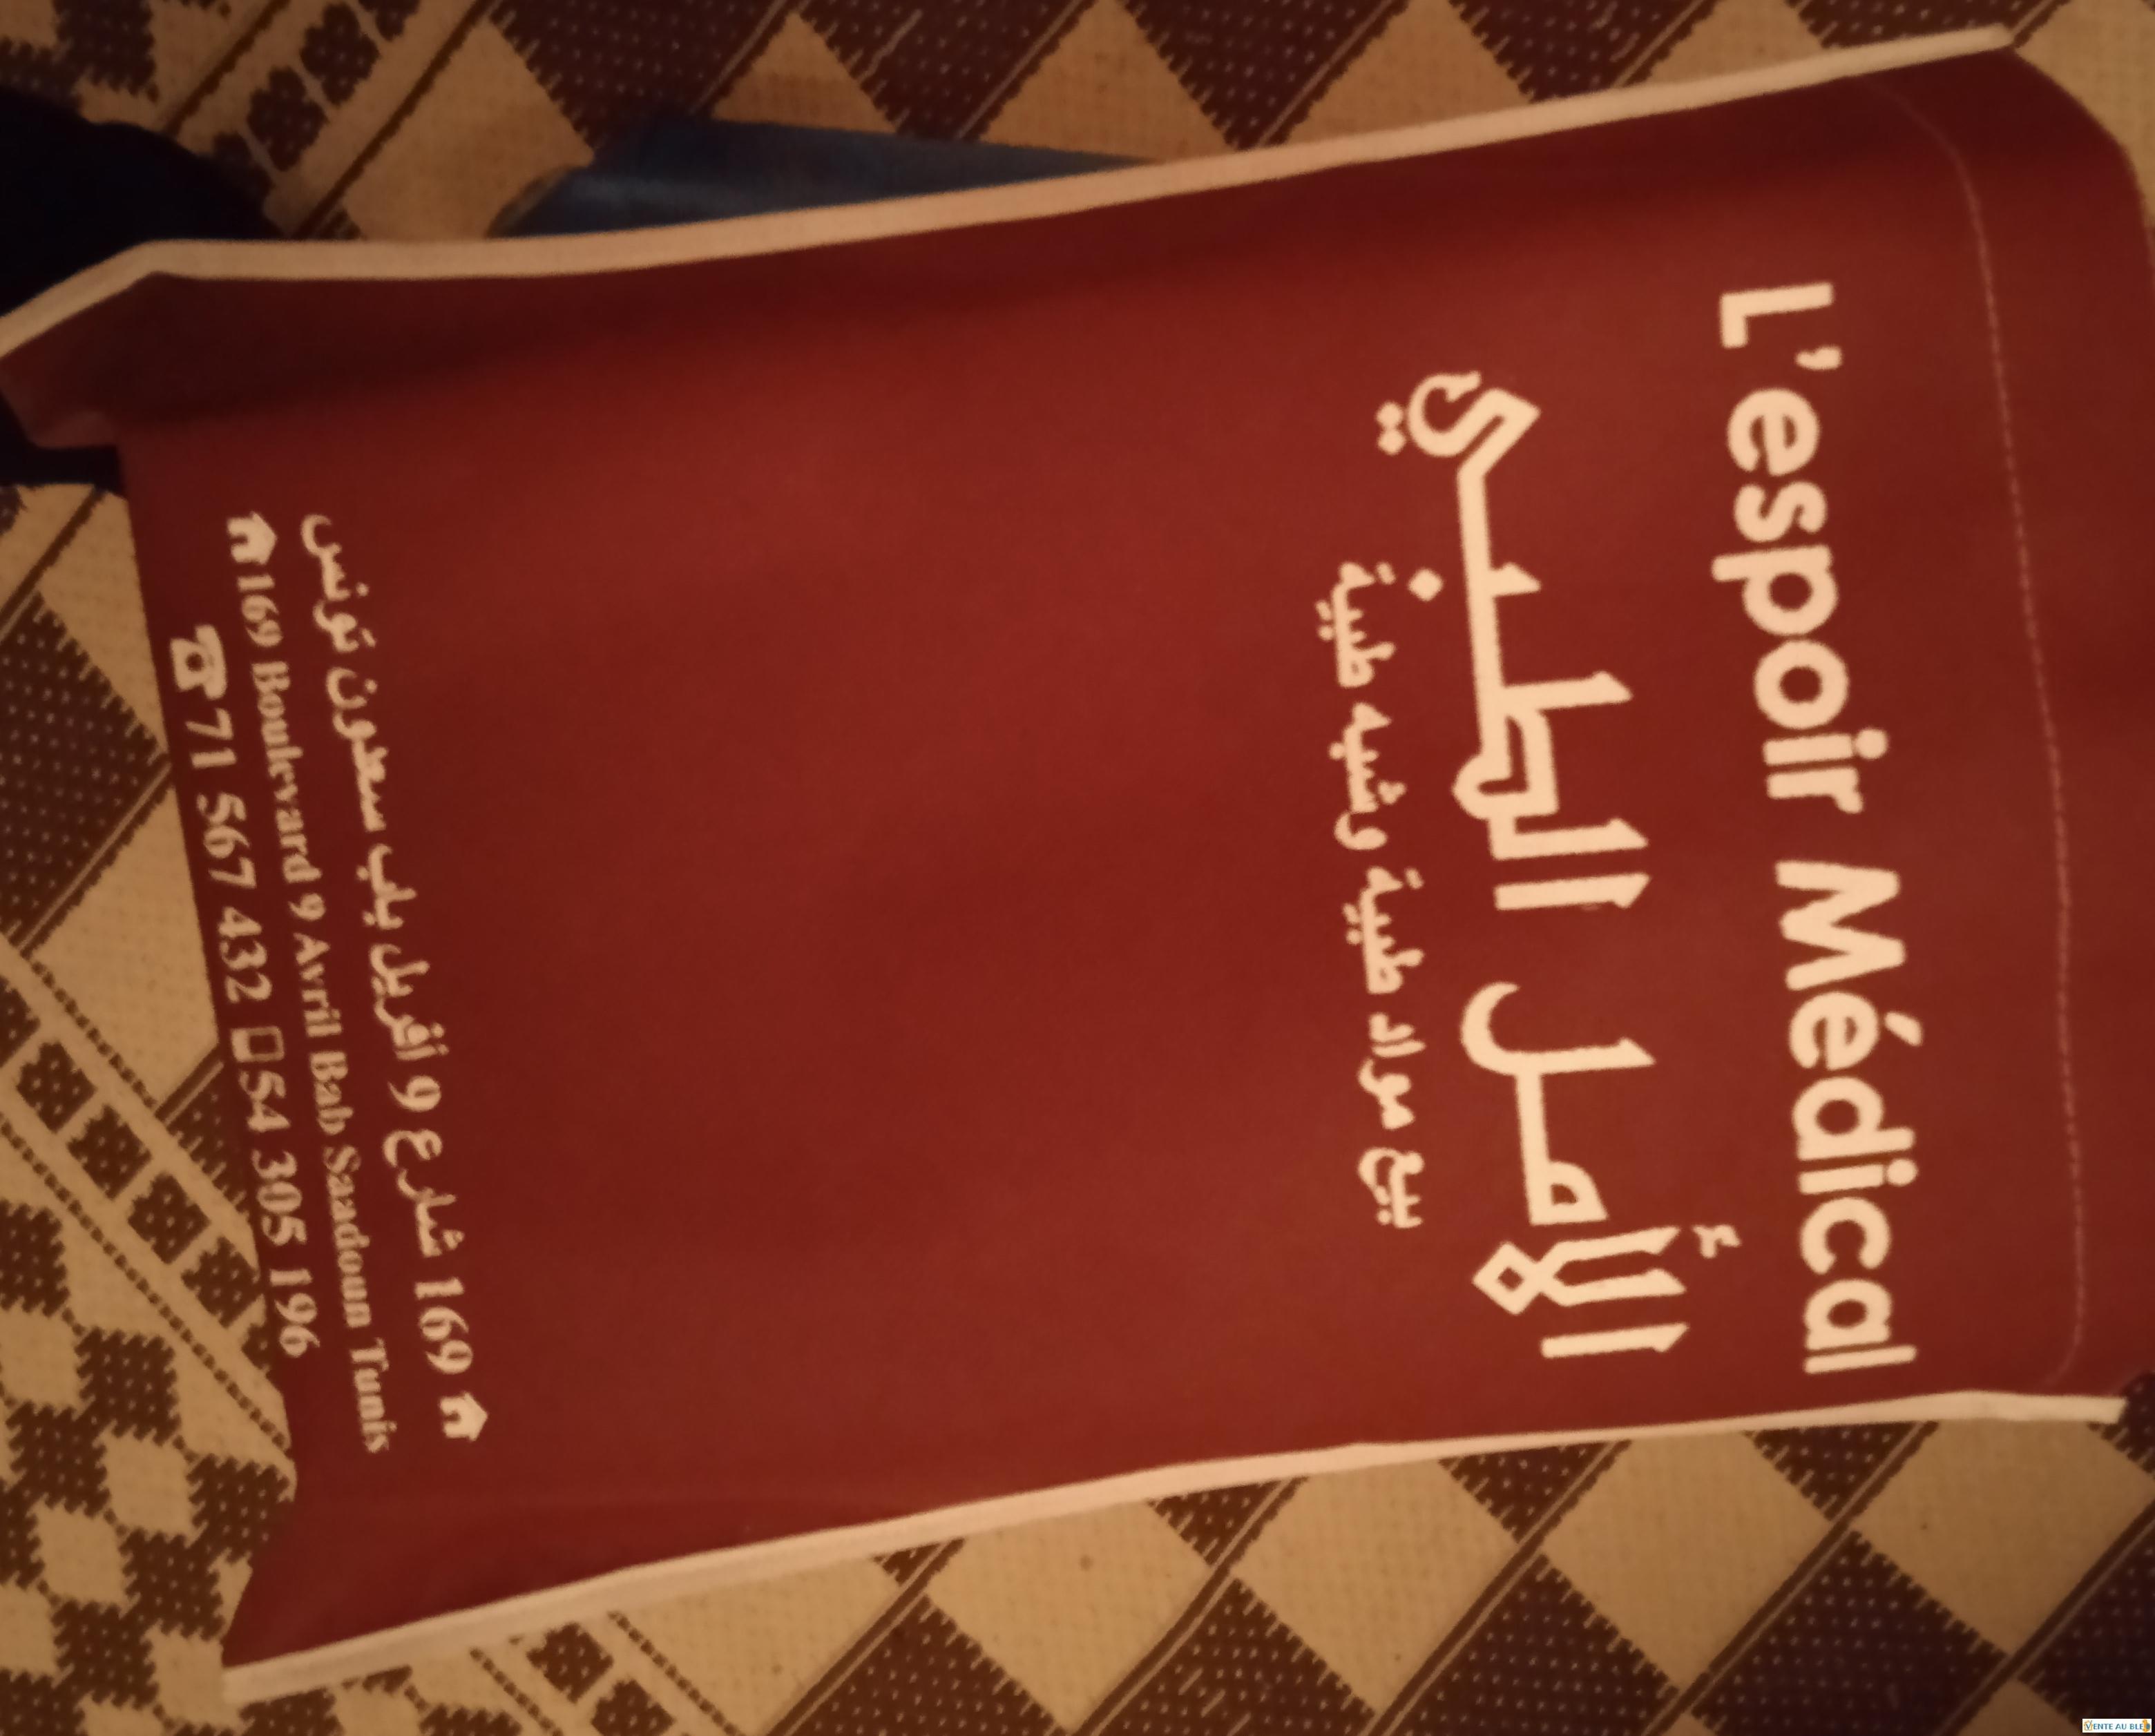 L'espoir Médical
الأمل الطبي
بيع مواد طبية وشبه طبية
169 شارع 9 أفريل باب سعدون تونس
169 Boulevard 9 Avril Bab Saadoun Tunis
71 567 432 54 305 196